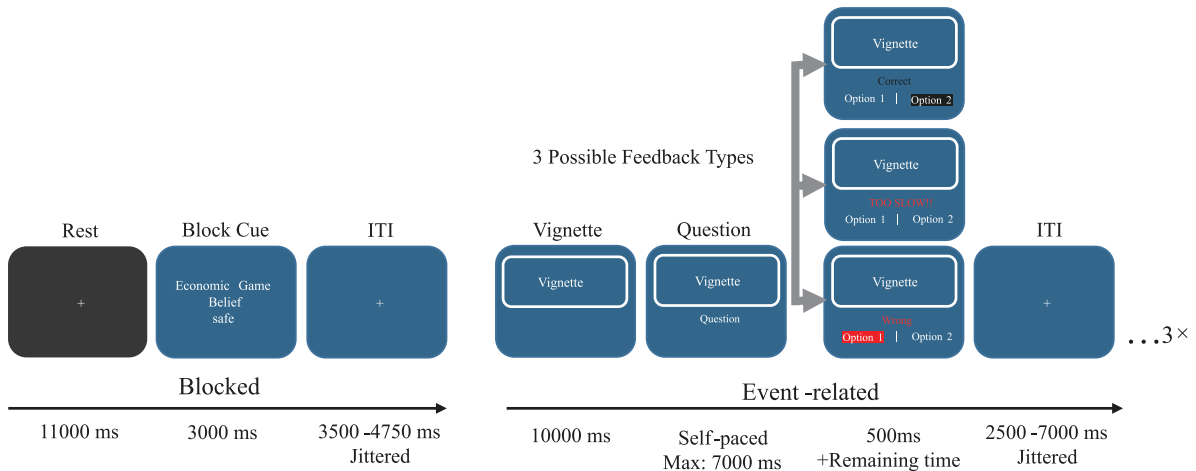 Vignette
Correct
Option 1 | Option 2
3 Possible Feedback Types
Vignette
TOO SLOW!!
Option 1 | Option 2
Rest
Block Cue
ITI
Vignette
Question
ITI
+
Economic Game
Belief
safe
+
Vignette
Vignette
Question
Vignette
Wrong
Option 1 | Option 2
+
...3×
Blocked
Event -related
11000 ms
3000 ms
3500 -4750 ms
Jittered
10000 ms
Self-paced
Max: 7000 ms
500ms
+Remaining time
2500 -7000 ms
Jittered